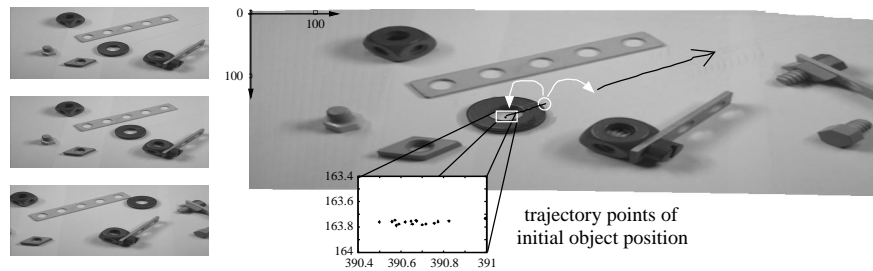 0
100
100
163.4
163.6
163.8
164
390.4 390.6 390.8 391
trajectory points of
initial object position